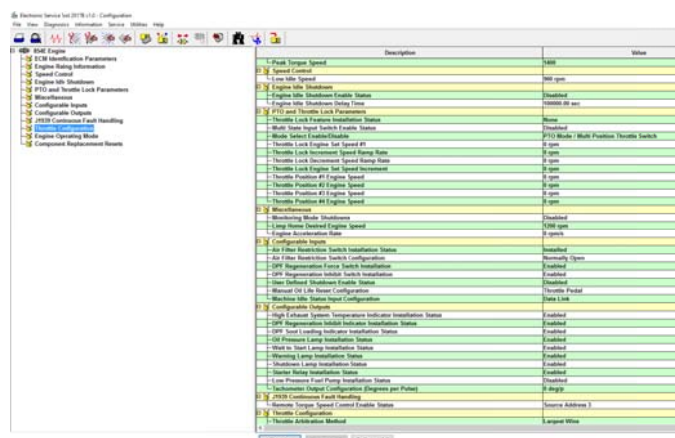 Electronic Service Tool 2017B v1.0 - Configuration
File View Diagnostics Information Service Utilities Help
854E Engine
ECM Identification Parameters
Engine Rating Information
Speed Control
Engine Idle Shutdown
PTO and Throttle Lock Parameters
Miscellaneous
Configurable Inputs
Configurable Outputs
J1939 Continuous Fault Handling
Throttle Configuration
Engine Operating Mode
Component Replacement Resets
Description Value
Peak Torque Speed 1400
Speed Control
Low Idle Speed 900 rpm
Engine Idle Shutdown
Engine Idle Shutdown Enable Status Disabled
Engine Idle Shutdown Delay Time 100000.00 sec
PTO and Throttle Lock Parameters
Throttle Lock Feature Installation Status None
Multi State Input Switch Enable Status Disabled
Mode Select Enable/Disable PTO Mode / Multi Position Throttle Switch
Throttle Lock Engine Set Speed #1 0 rpm
Throttle Lock Increment Speed Ramp Rate 0 rpm
Throttle Lock Decrement Speed Ramp Rate 0 rpm
Throttle Lock Engine Set Speed Increment 0 rpm
Throttle Position #1 Engine Speed 0 rpm
Throttle Position #2 Engine Speed 0 rpm
Throttle Position #3 Engine Speed 0 rpm
Throttle Position #4 Engine Speed 0 rpm
Miscellaneous
Monitoring Mode Shutdowns Disabled
Limp Home Desired Engine Speed 1200 rpm
Engine Acceleration Rate 0 rpm/s
Configurable Inputs
Air Filter Restriction Switch Installation Status Installed
Air Filter Restriction Switch Configuration Normally Open
DPF Regeneration Force Switch Installation Enabled
DPF Regeneration Inhibit Switch Installation Enabled
User Defined Shutdown Enable Status Disabled
Manual Oil Life Reset Configuration Throttle Pedal
Machine Idle Status Input Configuration Data Link
Configurable Outputs
High Exhaust System Temperature Indicator Installation Status Enabled
DPF Regeneration Inhibit Indicator Installation Status Enabled
DPF Soot Loading Indicator Installation Status Enabled
Oil Pressure Lamp Installation Status Enabled
Wait to Start Lamp Installation Status Enabled
Warning Lamp Installation Status Enabled
Shutdown Lamp Installation Status Enabled
Starter Relay Installation Status Enabled
Low Pressure Fuel Pump Installation Status Disabled
Tachometer Output Configuration (Degrees per Pulse) 0 deg/p
J1939 Continuous Fault Handling
Remote Torque Speed Control Enable Status Source Address 3
Throttle Configuration
Throttle Arbitration Method Largest Wins